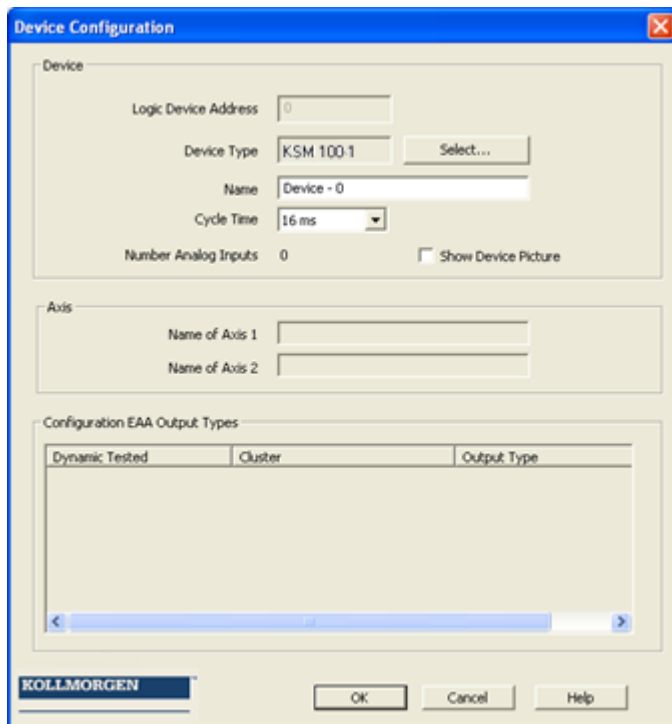 Device Configuration
Device
Logic Device Address 0
Device Type KSM 100-1 Select...
Name Device - 0
Cycle Time 16 ms
Number Analog Inputs 0 Show Device Picture
Axis
Name of Axis 1
Name of Axis 2
Configuration EAA Output Types
Dynamic Tested Cluster Output Type
KOLLMORGEN OK Cancel Help